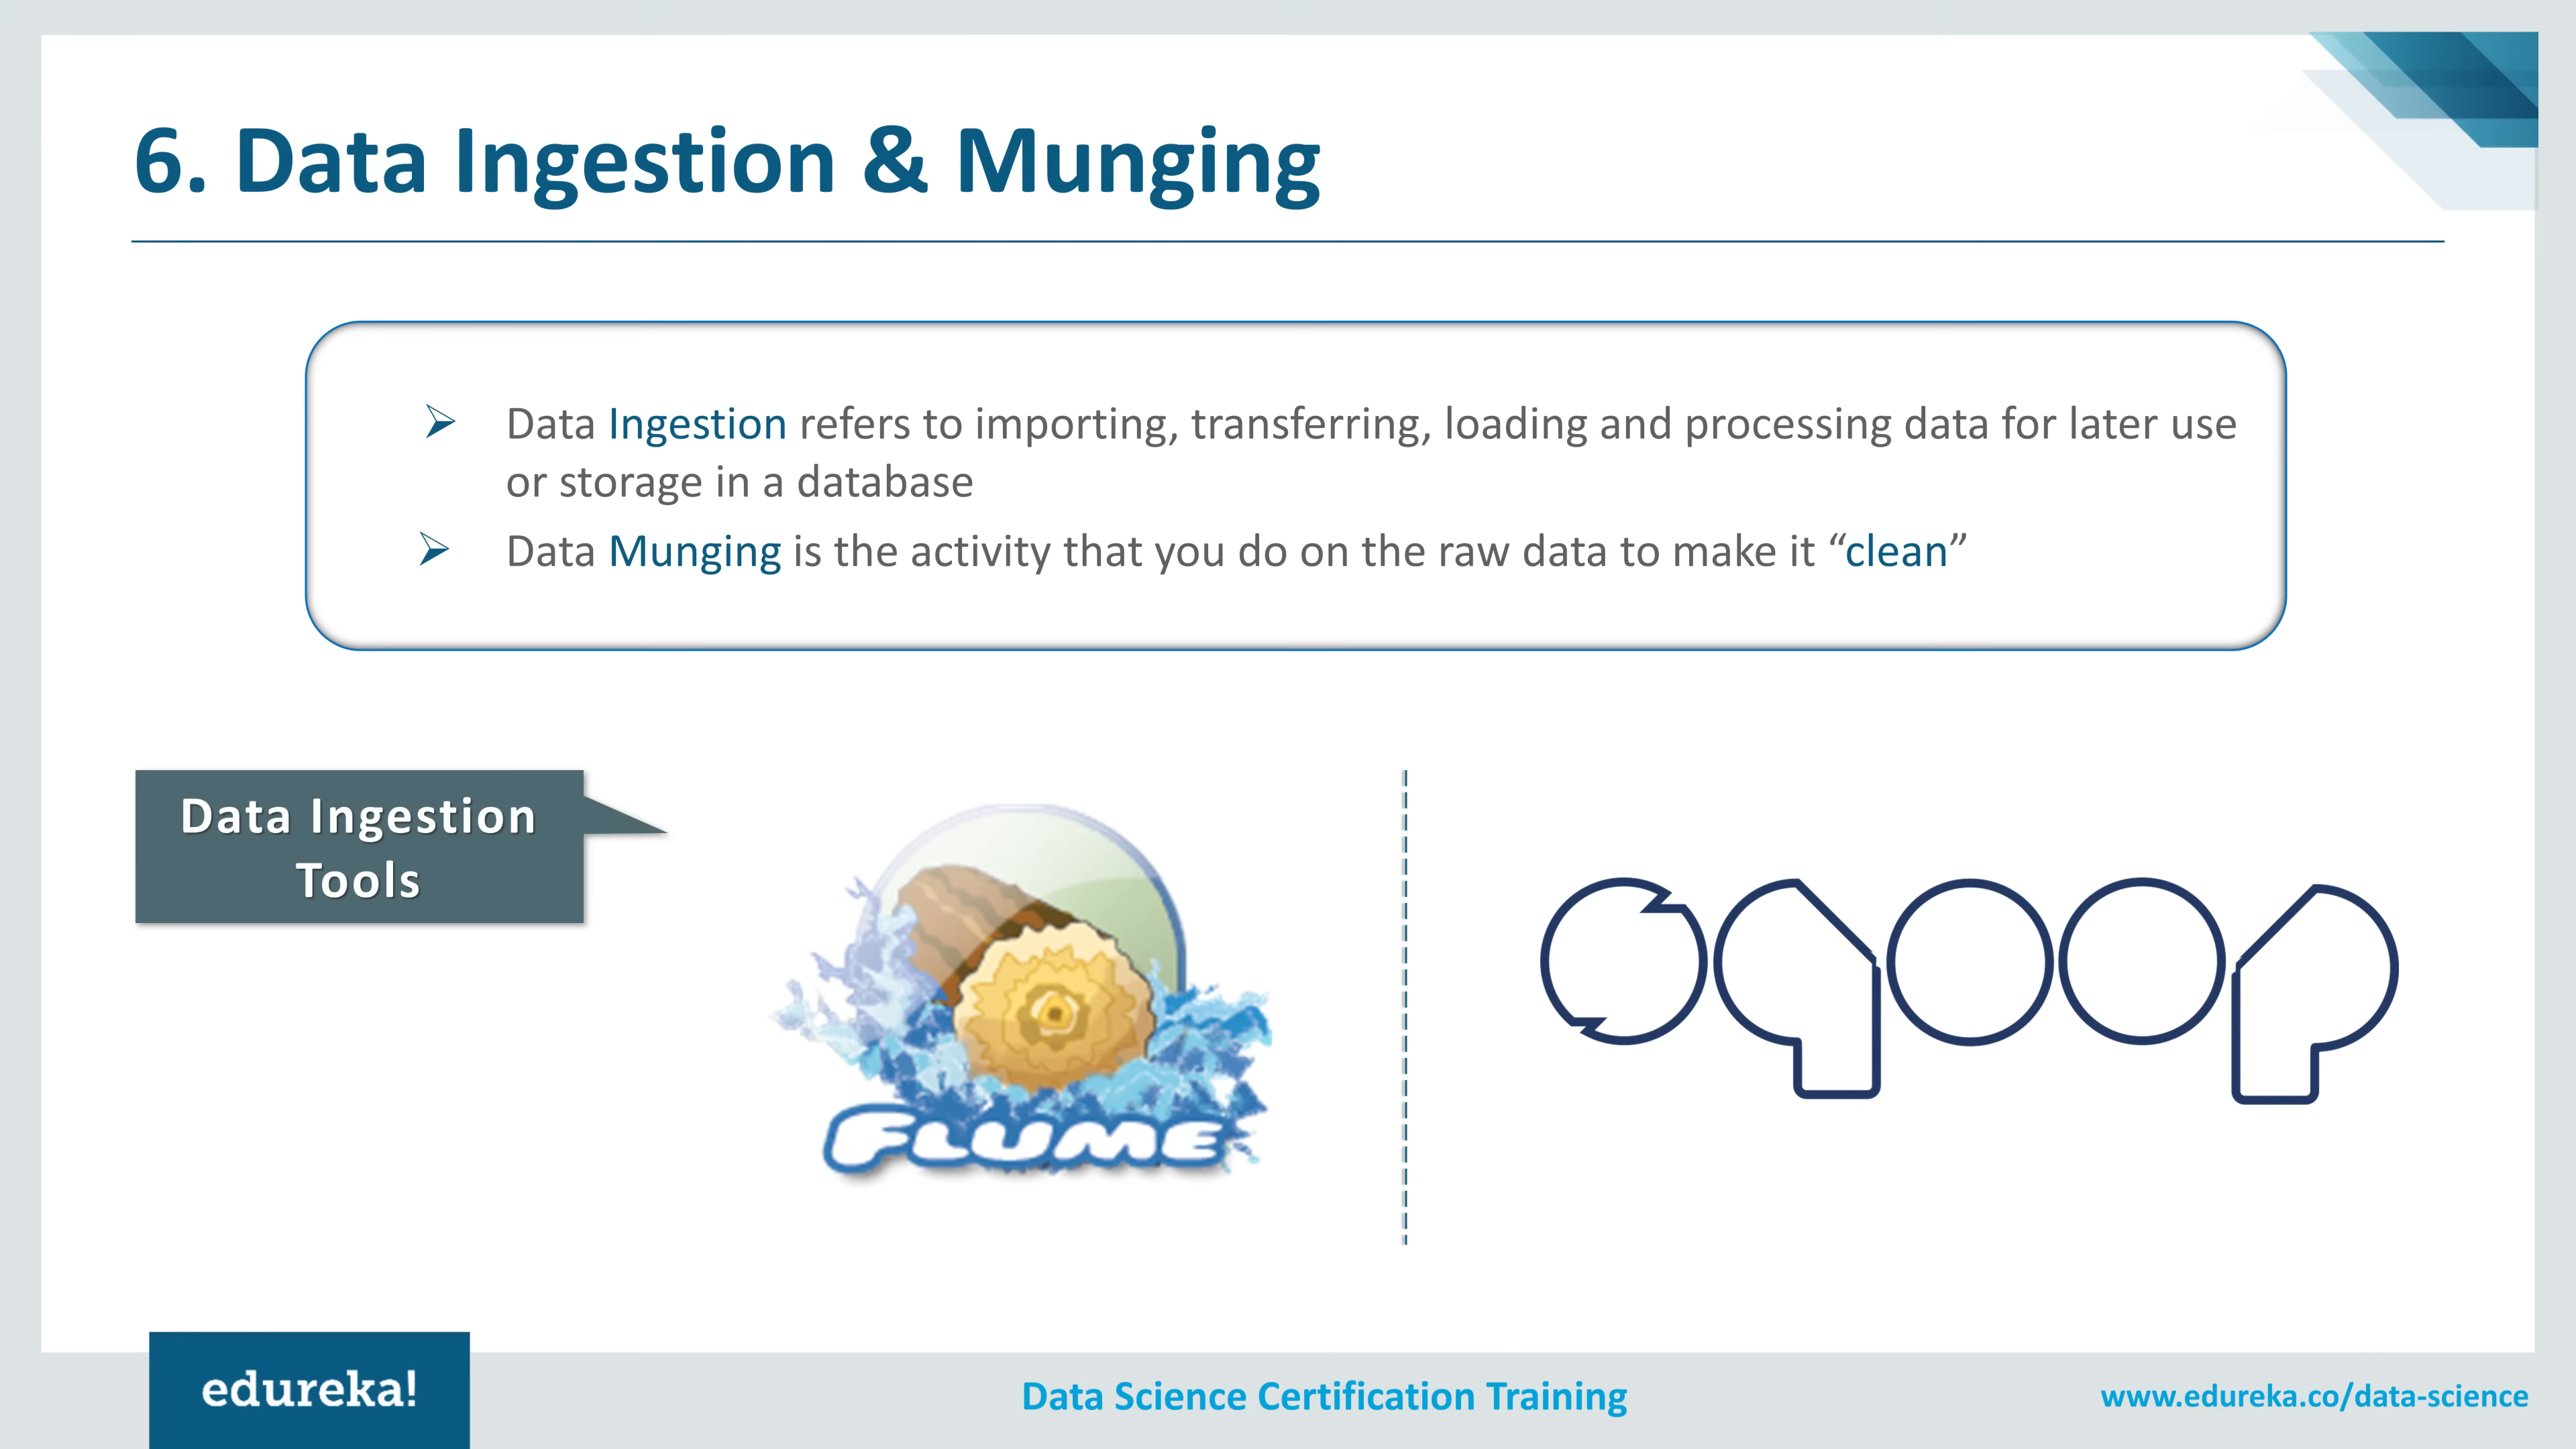 6. Data Ingestion & Munging
Data Ingestion refers to importing, transferring, loading and processing data for later use
or storage in a database
Data Munging is the activity that you do on the raw data to make it “clean”
Data Ingestion
Tools
FLUME
sqoop
edureka!
Data Science Certification Training
www.edureka.co/data-science